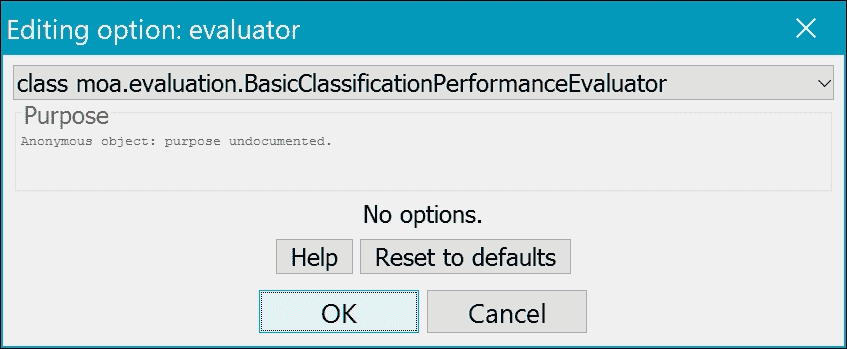 Editing option: evaluator
class moa.evaluation.BasicClassificationPerformanceEvaluator
Purpose
Anonymous object: purpose undocumented.
No options.
Help Reset to defaults
OK Cancel